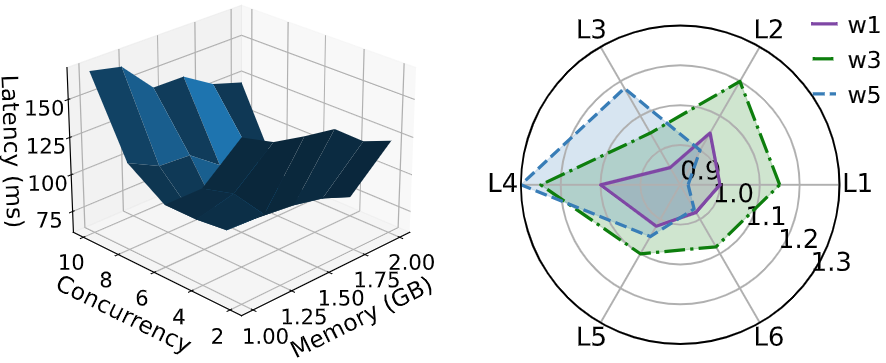 Latency (ms)
150
125
100
75
10
8
6
4
2
Concurrency
1.00
1.25
1.50
1.75
2.00
Memory (GB)
L3
L2
L4
L1
L5
L6
0.9
1.0
1.1
1.2
1.3
w1
w3
w5